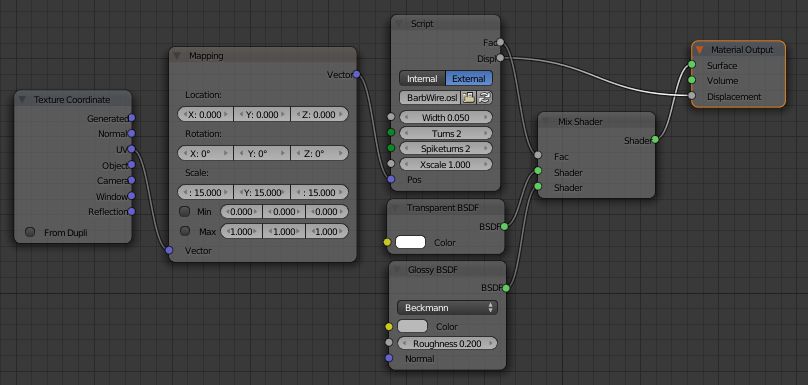 Texture Coordinate
Generated
Normal
UV
Object
Camera
Window
Reflection
From Dupli
Mapping
Vector
Location:
X: 0.000 Y: 0.000 Z: 0.000
Rotation:
X: 0° Y: 0° Z: 0°
Scale:
: 15.000 Y: 15.000 : 15.000
Min 0.000 0.000 0.000
Max 1.000 1.000 1.000
Vector
Script
Fac
Displ
Internal External
BarbWire.osl
Width 0.050
Turns 2
Spiketurns 2
Xscale 1.000
Pos
Transparent BSDF
BSDF
Color
Glossy BSDF
BSDF
Beckmann
Color
Roughness 0.200
Normal
Mix Shader
Shader
Fac
Shader
Shader
Material Output
Surface
Volume
Displacement